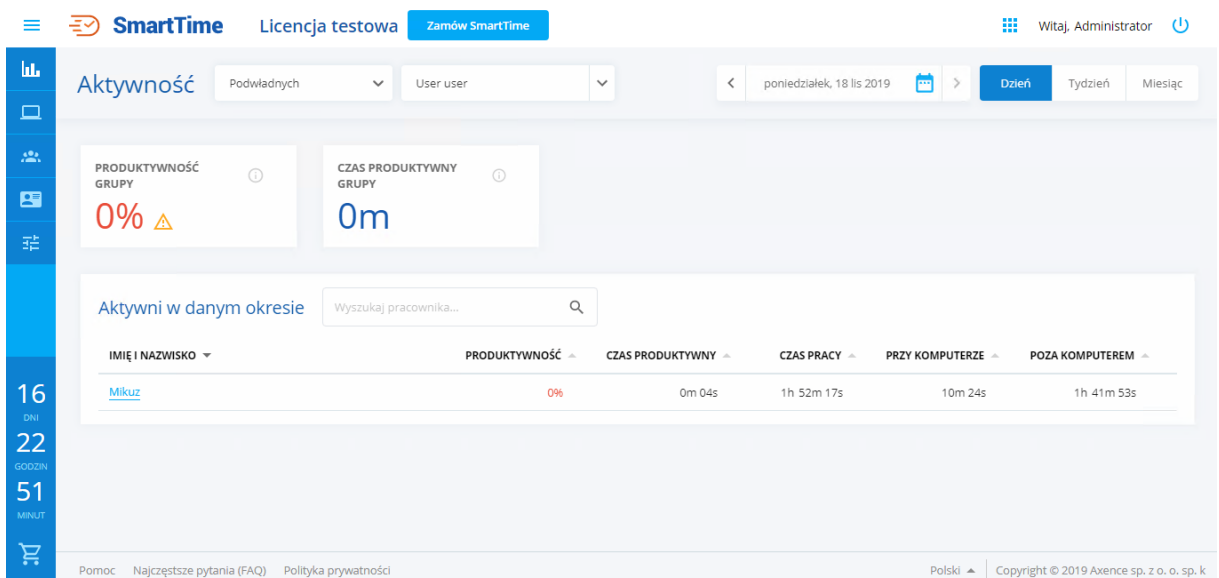 SmartTime Licencja testowa Zamów SmartTime Witaj, Administrator
Aktywność Podwładnych User user poniedziałek, 18 lis 2019 Dzień Tydzień Miesiąc
PRODUKTYWNOŚĆ
GRUPY
0%
CZAS PRODUKTYWNY
GRUPY
0m
Aktywni w danym okresie Wyszukaj pracownika...
IMIĘ I NAZWISKO PRODUKTYWNOŚĆ CZAS PRODUKTYWNY CZAS PRACY PRZY KOMPUTERZE POZA KOMPUTEREM
Mikuz 0% 0m 04s 1h 52m 17s 10m 24s 1h 41m 53s
16
DNI
22
GODZIN
51
MINUT
Pomoc Najczęstsze pytania (FAQ) Polityka prywatności Polski Copyright © 2019 Axence sp. z o. o. sp. k